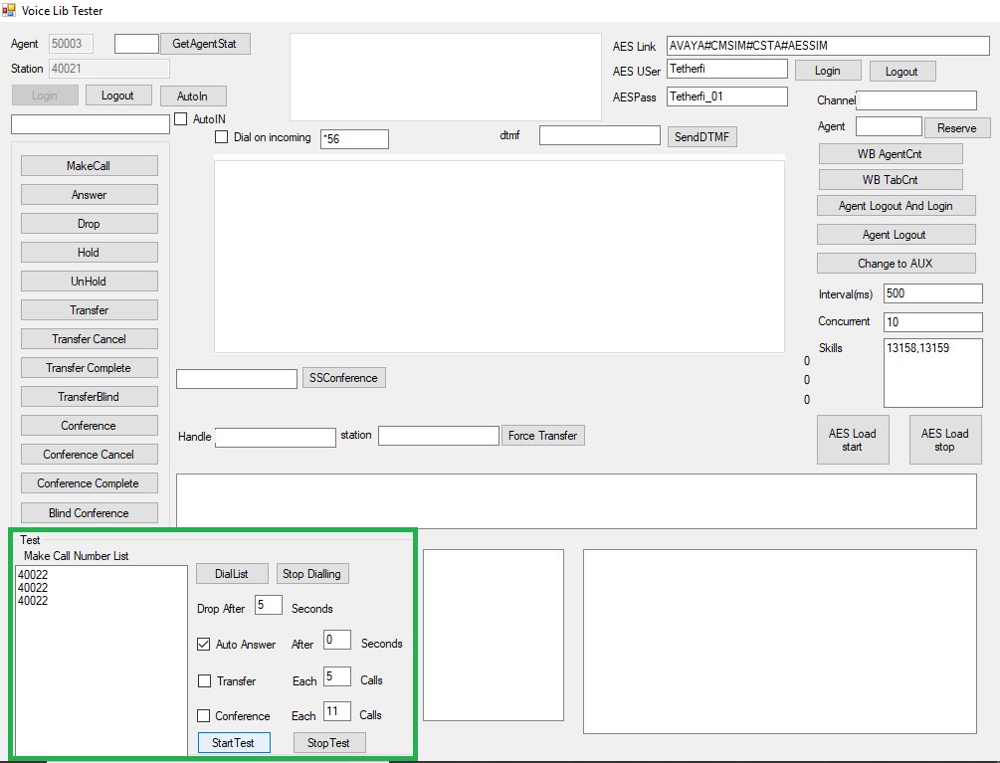 Voice Lib Tester
Agent 50003 GetAgentStat
Station 40021
Login Logout AutoIn
AutoIN
Dial on incoming *56
dtmf SendDTMF
AES Link AVAYA#CMSIM#CSTA#AESSIM
AES USer Tetherfi Login Logout
AESPass Tetherfi_01
Channel
Agent Reserve
WB AgentCnt
WB TabCnt
Agent Logout And Login
Agent Logout
Change to AUX
Interval(ms) 500
Concurrent 10
Skills 13158,13159
0
0
0
AES Load start
AES Load stop
MakeCall
Answer
Drop
Hold
UnHold
Transfer
Transfer Cancel
Transfer Complete
TransferBlind
Conference
Conference Cancel
Conference Complete
Blind Conference
SSConference
Handle station Force Transfer
Test
Make Call Number List
40022
40022
40022
DialList Stop Dialling
Drop After 5 Seconds
Auto Answer After 0 Seconds
Transfer Each 5 Calls
Conference Each 11 Calls
StartTest StopTest